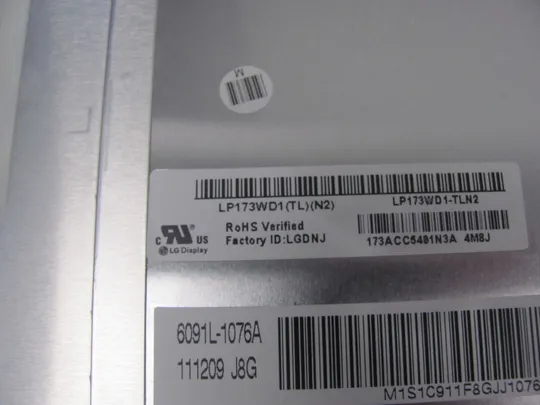 M
LP173WD1(TL)(N2)
LP173WD1-TLN2
RoHS Verified
Factory ID:LGDNJ
c RU US
LG Display
173ACC5491N3A 4M8J
6091L-1076A
111209 J8G
M1S1C911F8GJJ1076